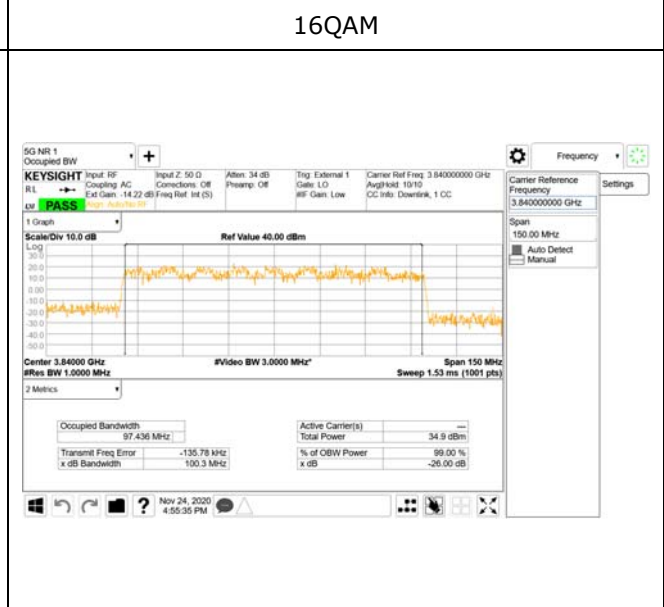 16QAM
5G NR 1
Occupied BW
+
Frequency
Settings
KEYSIGHT
RL
PASS
Input: RF
Coupling: AC
Ext Gain: -14.22 dB
Align: Auto/No RF
Input Z: 50 Ω
Corrections: Off
Freq Ref: Int (S)
Atten: 34 dB
Preamp: Off
Trig: External 1
Gate: LO
#IF Gain: Low
Carrier Ref Freq: 3.840000000 GHz
Avg|Hold: 10/10
CC Info: Downlink, 1 CC
Carrier Reference
Frequency
3.840000000 GHz
Span
150.00 MHz
Auto Detect
Manual
1 Graph
Scale/Div 10.0 dB
Ref Value 40.00 dBm
Log
30.0
20.0
10.0
0.00
-10.0
-20.0
-30.0
-40.0
-50.0
Center 3.84000 GHz
#Video BW 3.0000 MHz*
Span 150 MHz
#Res BW 1.0000 MHz
Sweep 1.53 ms (1001 pts)
2 Metrics
Occupied Bandwidth
97.436 MHz
Transmit Freq Error -135.78 kHz
x dB Bandwidth 100.3 MHz
Active Carrier(s) ---
Total Power 34.9 dBm
% of OBW Power 99.00 %
x dB -26.00 dB
?
Nov 24, 2020
4:55:35 PM